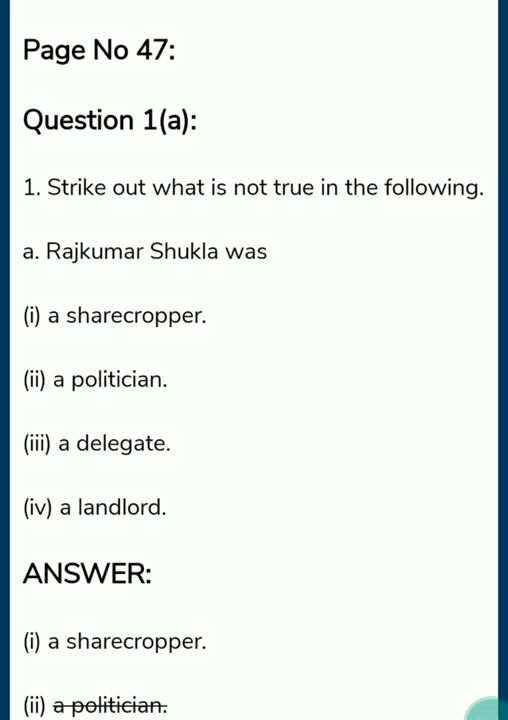 Page No 47:
Question 1(a):
1. Strike out what is not true in the following.
a. Rajkumar Shukla was
(i) a sharecropper.
(ii) a politician.
(iii) a delegate.
(iv) a landlord.
ANSWER:
(i) a sharecropper.
(ii) a politician.